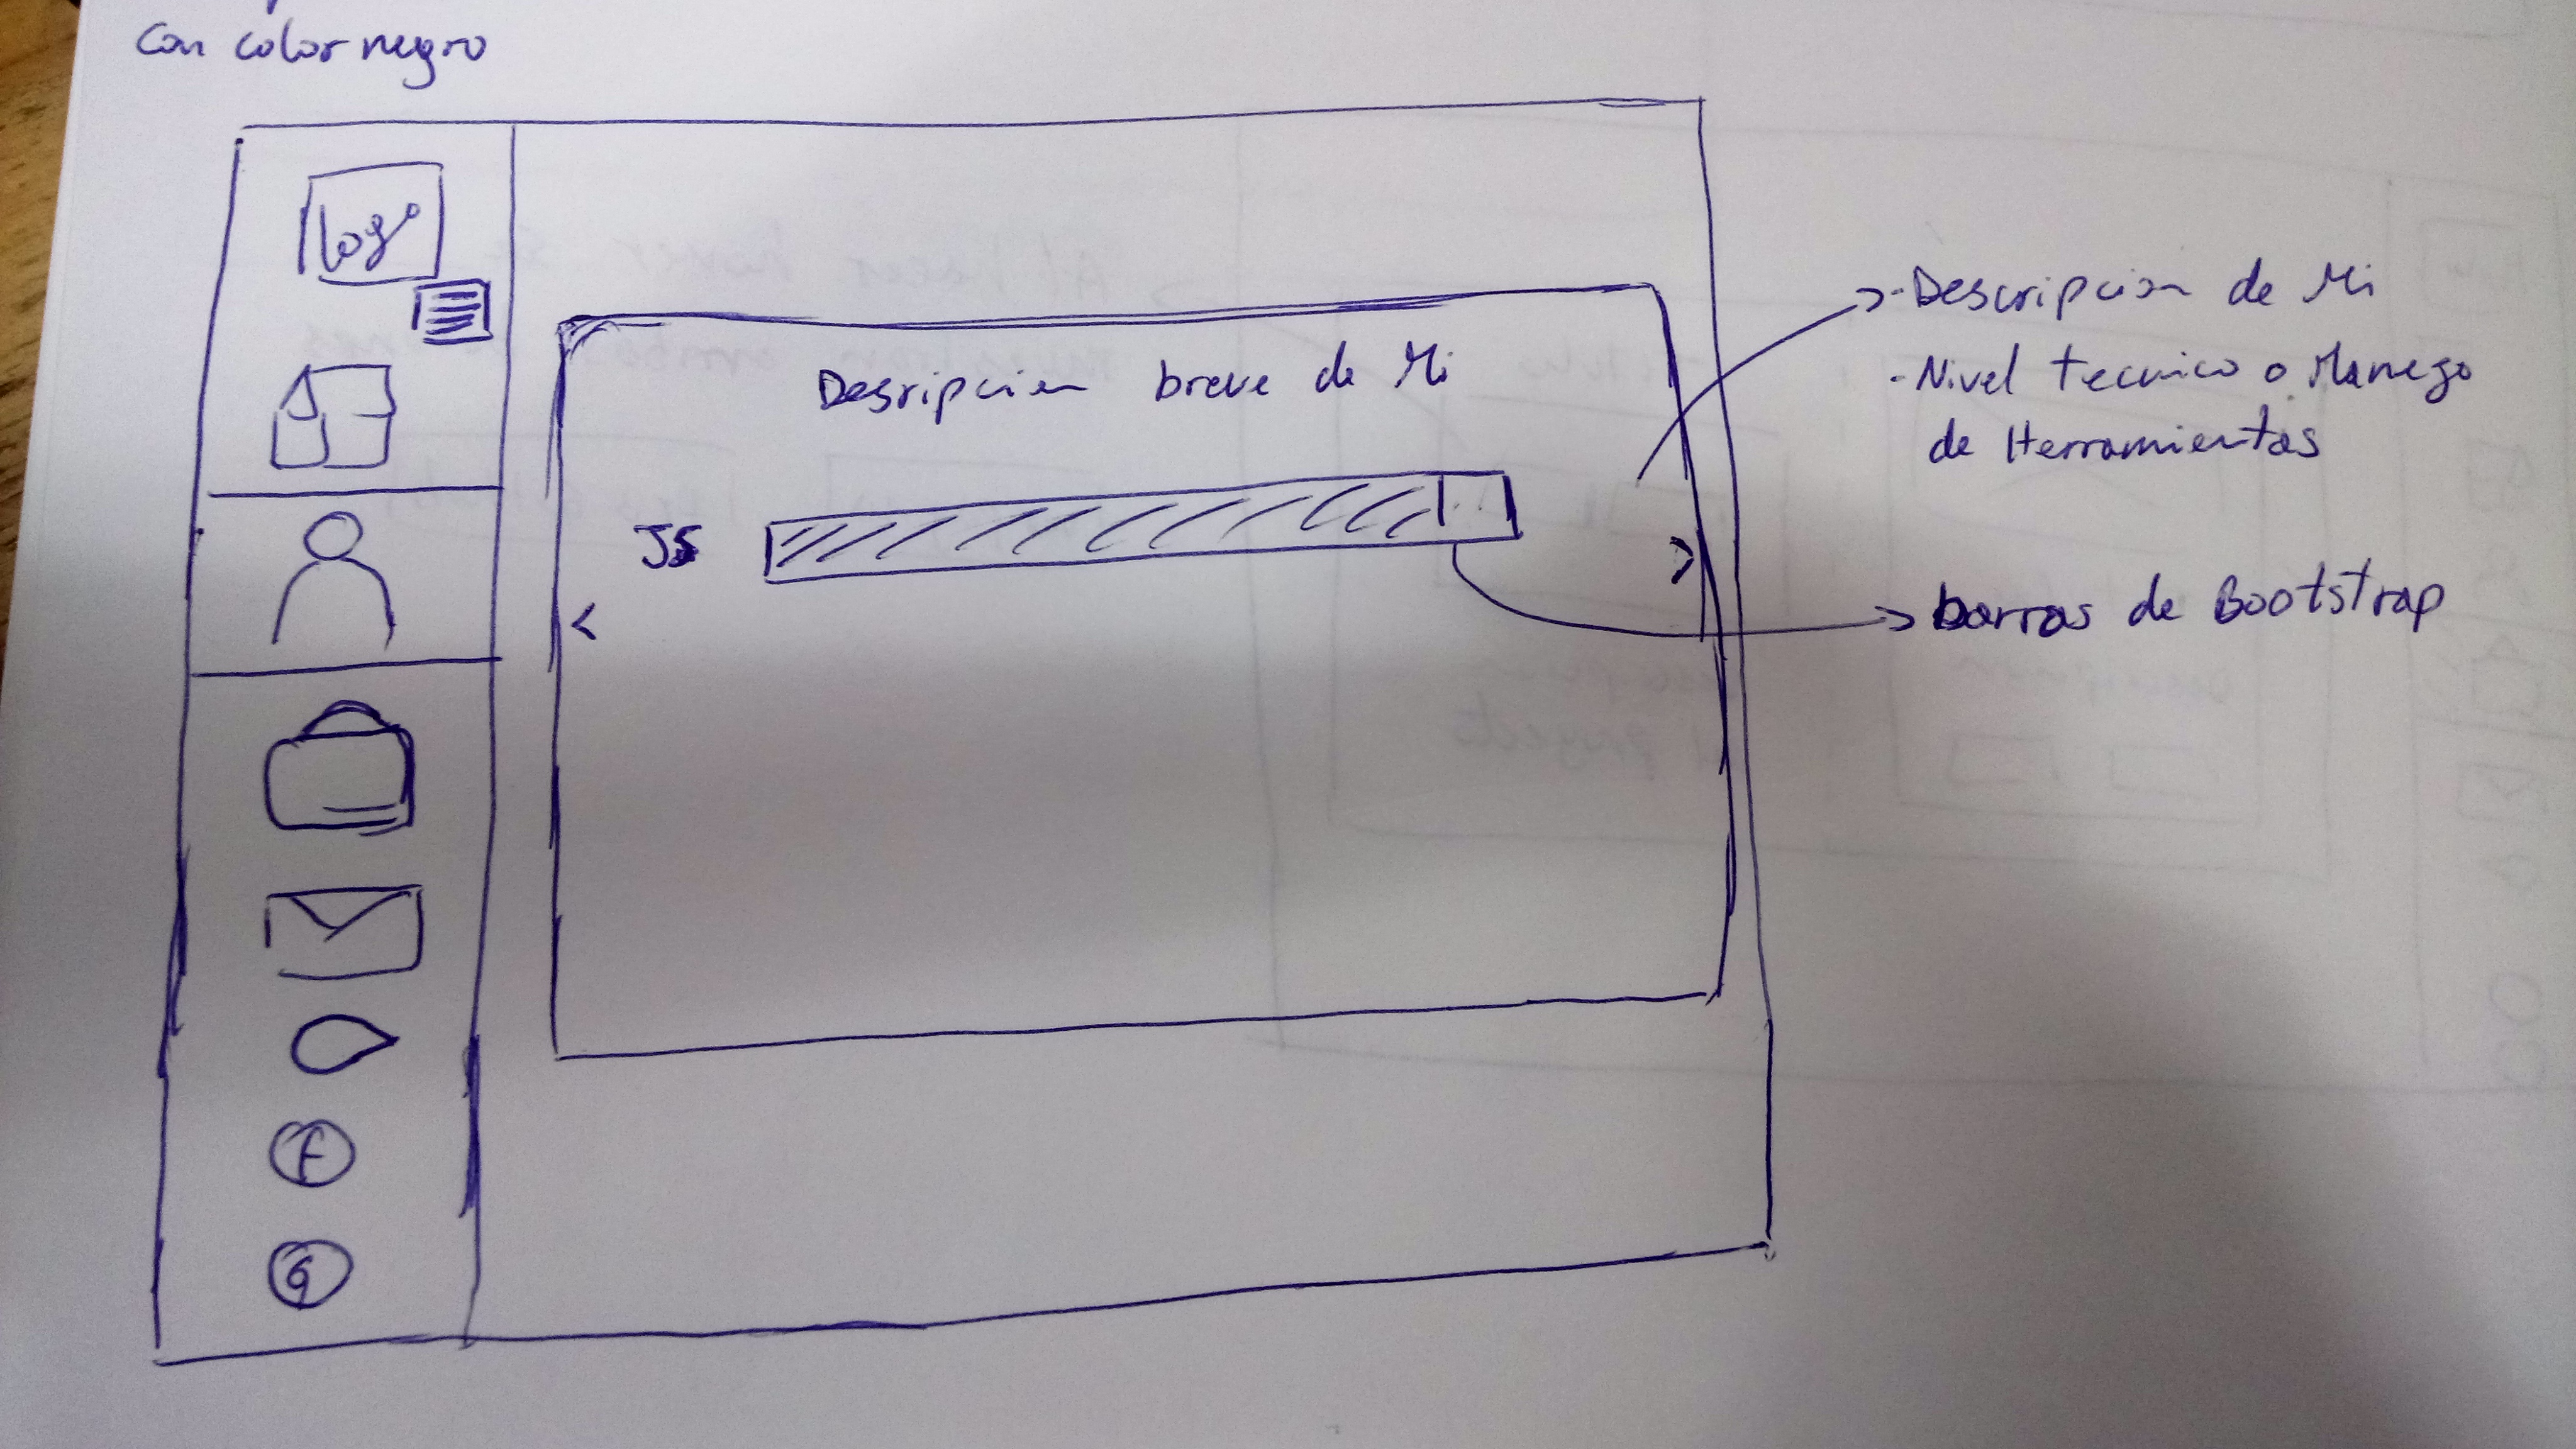 con color negro
logo
Desripcion breve de Mi
JS
<
>
f
G
- Descripcion de Mi
- Nivel tecnico o Manejo
de Herramientas
barras de Bootstrap